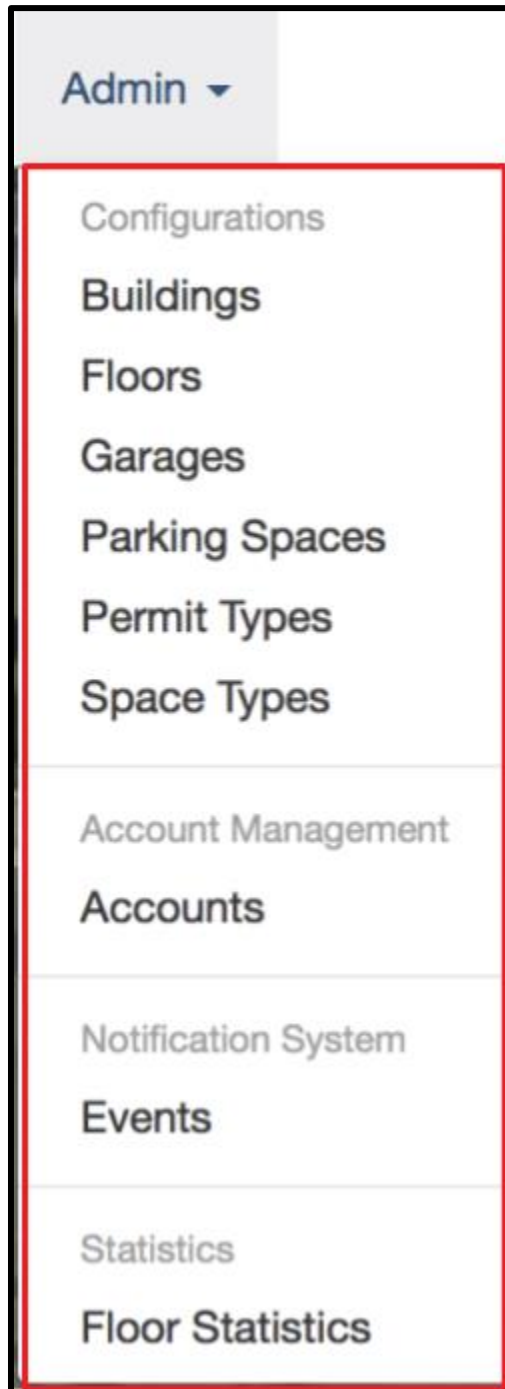 Admin
Configurations
Buildings
Floors
Garages
Parking Spaces
Permit Types
Space Types
Account Management
Accounts
Notification System
Events
Statistics
Floor Statistics